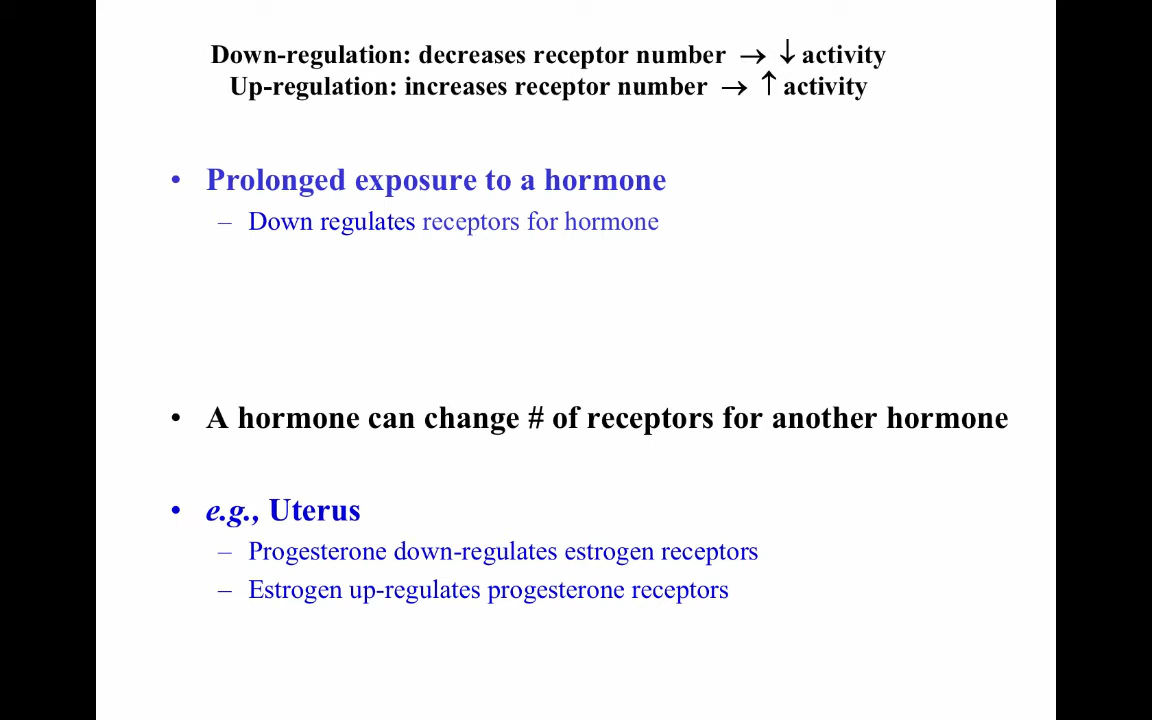 Down-regulation: decreases receptor number → ↓ activity
Up-regulation: increases receptor number → ↑ activity
• Prolonged exposure to a hormone
– Down regulates receptors for hormone
• A hormone can change # of receptors for another hormone
• e.g., Uterus
– Progesterone down-regulates estrogen receptors
– Estrogen up-regulates progesterone receptors